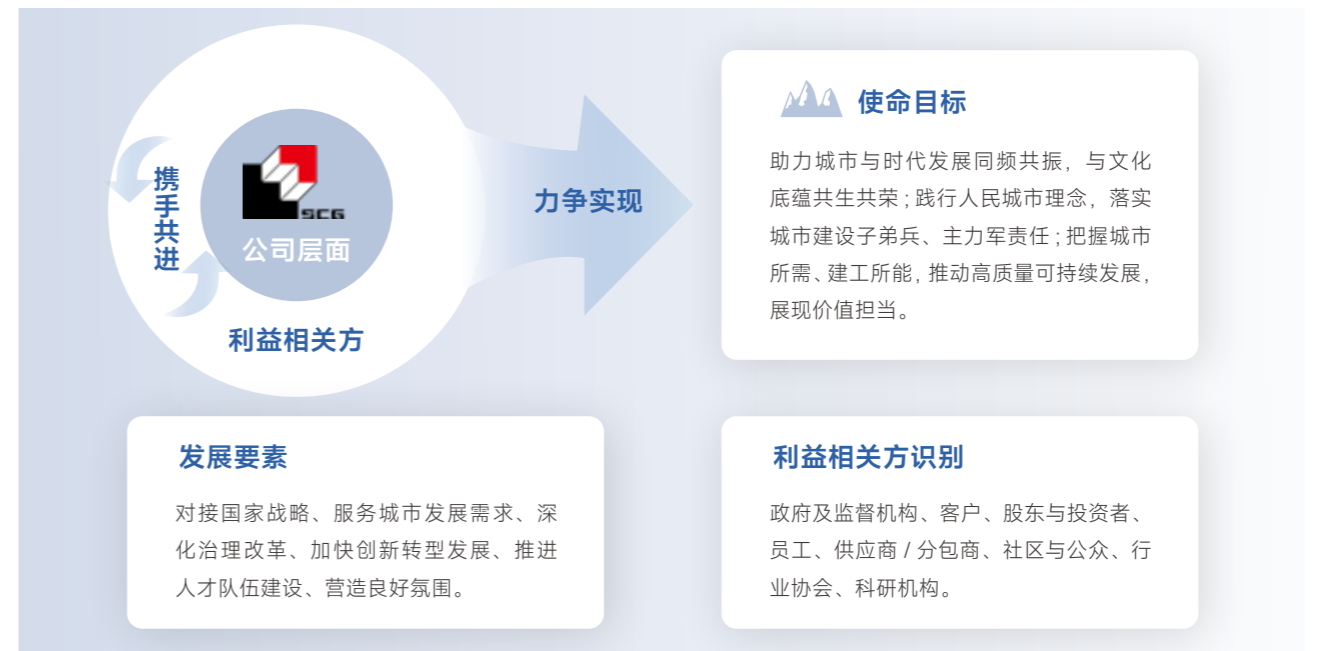 携手共进
SCG
公司层面
利益相关方
力争实现
使命目标
助力城市与时代发展同频共振，与文化
底蕴共生共荣；践行人民城市理念，落实
城市建设子弟兵、主力军责任；把握城市
所需、建工所能，推动高质量可持续发展，
展现价值担当。
发展要素
对接国家战略、服务城市发展需求、深
化治理改革、加快创新转型发展、推进
人才队伍建设、营造良好氛围。
利益相关方识别
政府及监督机构、客户、股东与投资者、
员工、供应商 / 分包商、社区与公众、行
业协会、科研机构。